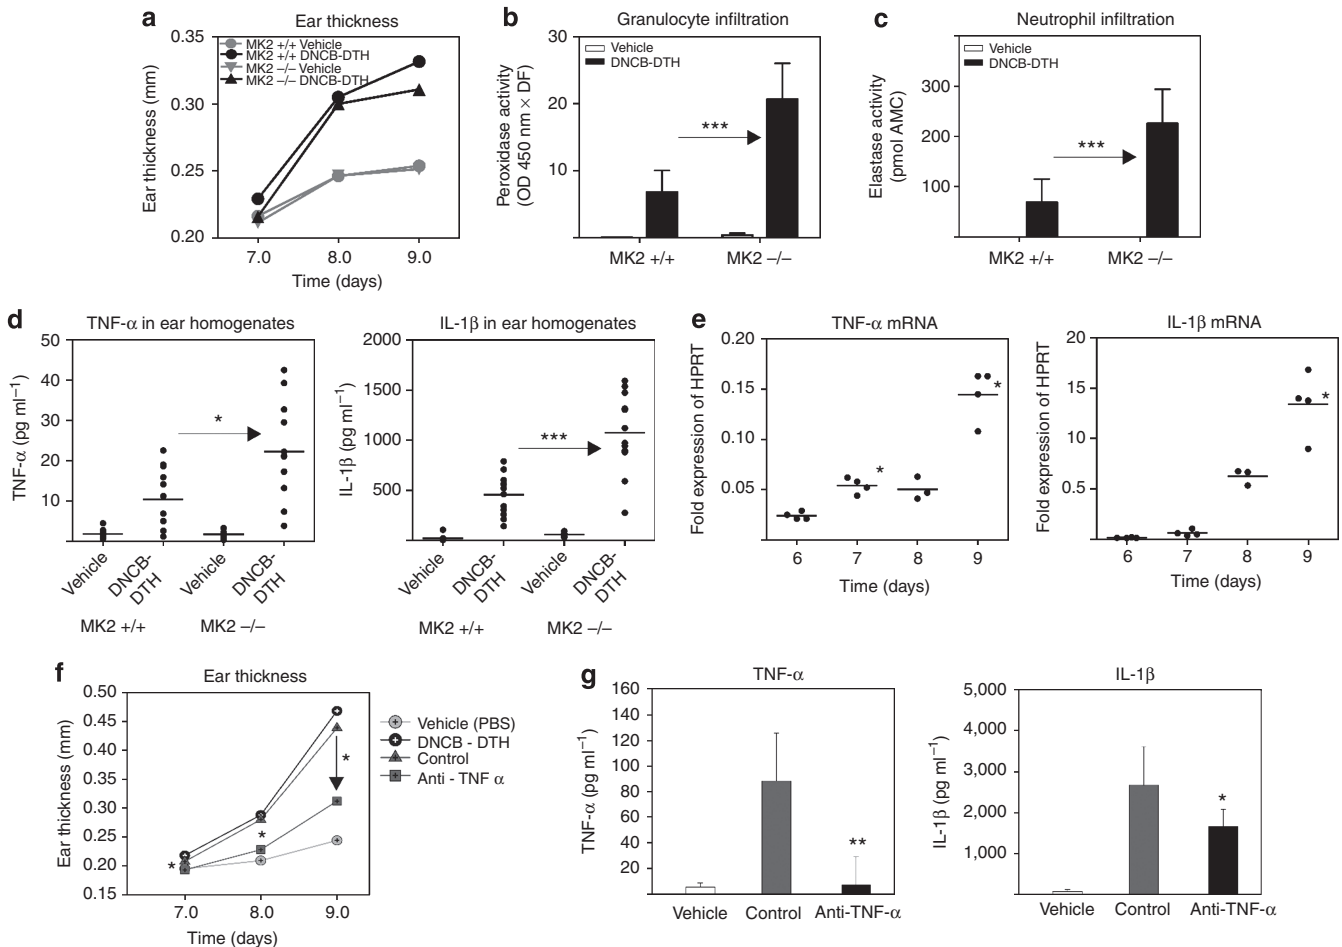 a
Ear thickness
0.35
0.30
0.25
0.20
Ear thickness (mm)
MK2 +/+ Vehicle
MK2 +/+ DNCB-DTH
MK2 –/– Vehicle
MK2 –/– DNCB-DTH
7.0 8.0 9.0
Time (days)
b
Granulocyte infiltration
30
20
10
Peroxidase activity
(OD 450 nm × DF)
Vehicle
DNCB-DTH
***
MK2 +/+ MK2 –/–
c
Neutrophil infiltration
300
200
100
Elastase activity
(pmol AMC)
Vehicle
DNCB-DTH
***
MK2 +/+ MK2 –/–
d
TNF-α in ear homogenates
50
40
30
20
10
TNF-α (pg ml–1)
*
Vehicle DNCB-DTH Vehicle DNCB-DTH
MK2 +/+ MK2 –/–
IL-1β in ear homogenates
2000
1500
1000
500
IL-1β (pg ml–1)
***
Vehicle DNCB-DTH Vehicle DNCB-DTH
MK2 +/+ MK2 –/–
e
TNF-α mRNA
0.20
0.15
0.10
0.05
Fold expression of HPRT
*
*
6 7 8 9
Time (days)
IL-1β mRNA
20
15
10
0.5
Fold expression of HPRT
*
6 7 8 9
Time (days)
f
Ear thickness
0.50
0.45
0.40
0.35
0.30
0.25
0.20
0.15
Ear thickness (mm)
*
*
*
7.0 8.0 9.0
Time (days)
Vehicle (PBS)
DNCB - DTH
Control
Anti - TNF α
g
TNF-α
160
140
120
100
80
60
40
20
TNF-α (pg ml–1)
**
Vehicle Control Anti-TNF-α
IL-1β
5,000
4,000
3,000
2,000
1,000
IL-1β (pg ml–1)
*
Vehicle Control Anti-TNF-α